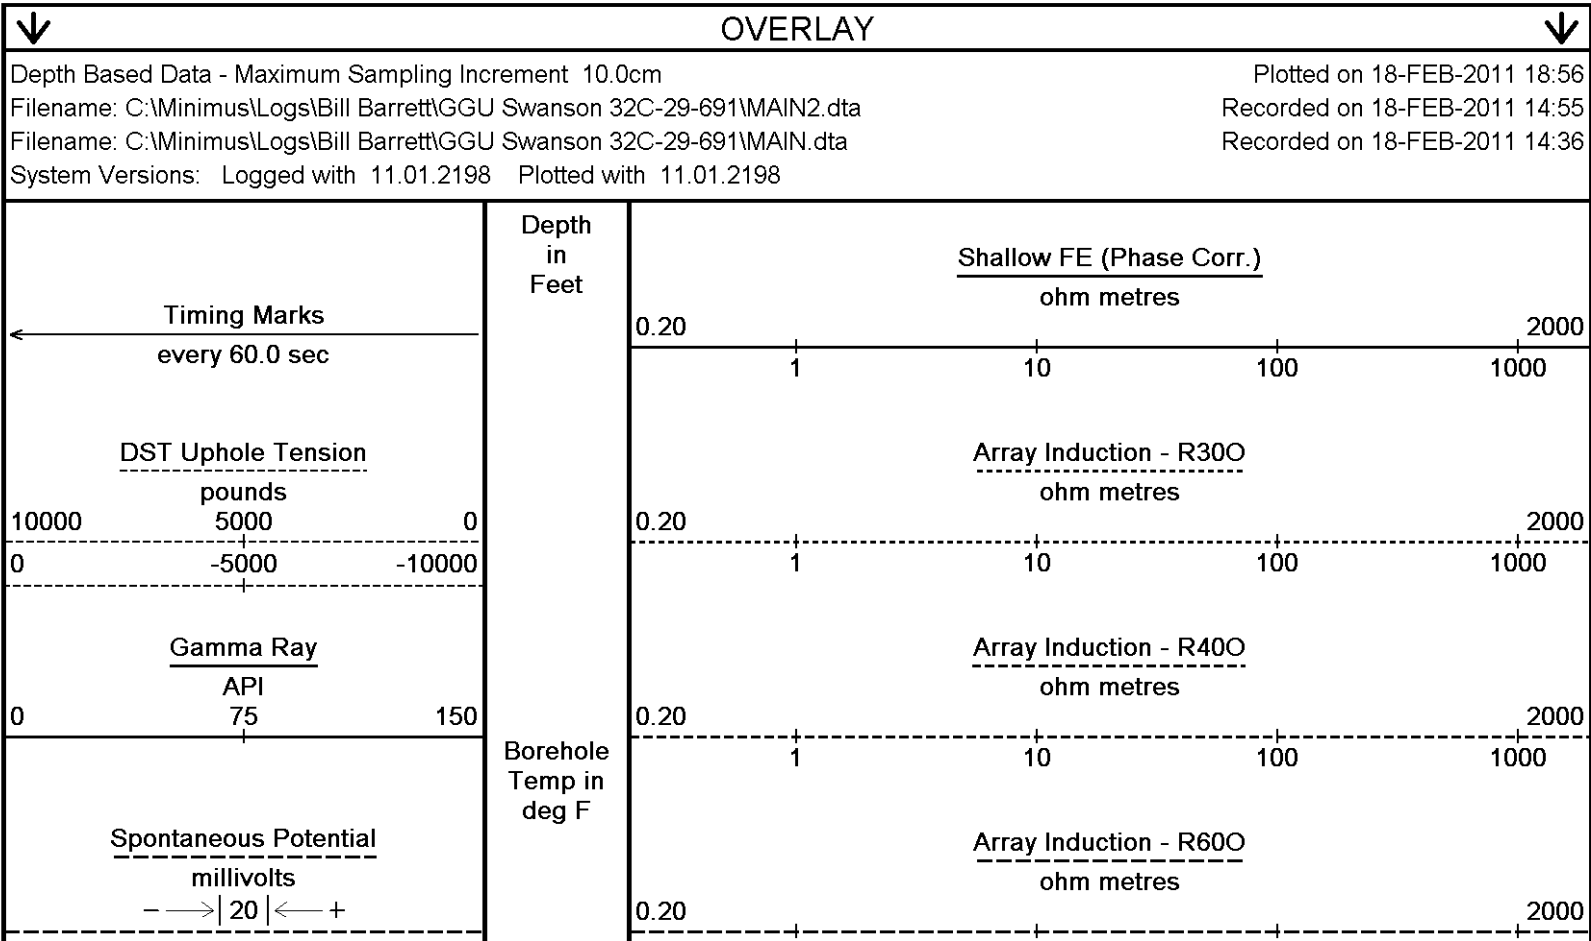 OVERLAY
Depth Based Data - Maximum Sampling Increment 10.0cm Plotted on 18-FEB-2011 18:56
Filename: C:\Minimus\Logs\Bill Barrett\GGU Swanson 32C-29-691\MAIN2.dta Recorded on 18-FEB-2011 14:55
Filename: C:\Minimus\Logs\Bill Barrett\GGU Swanson 32C-29-691\MAIN.dta Recorded on 18-FEB-2011 14:36
System Versions: Logged with 11.01.2198 Plotted with 11.01.2198
Timing Marks
every 60.0 sec
DST Uphole Tension
pounds
10000 5000 0
0 -5000 -10000
Gamma Ray
API
0 75 150
Spontaneous Potential
millivolts
- 20 +
Depth
in
Feet
Borehole
Temp in
deg F
Shallow FE (Phase Corr.)
ohm metres
0.20 2000
1 10 100 1000
Array Induction - R30O
ohm metres
0.20 2000
1 10 100 1000
Array Induction - R40O
ohm metres
0.20 2000
1 10 100 1000
Array Induction - R60O
ohm metres
0.20 2000